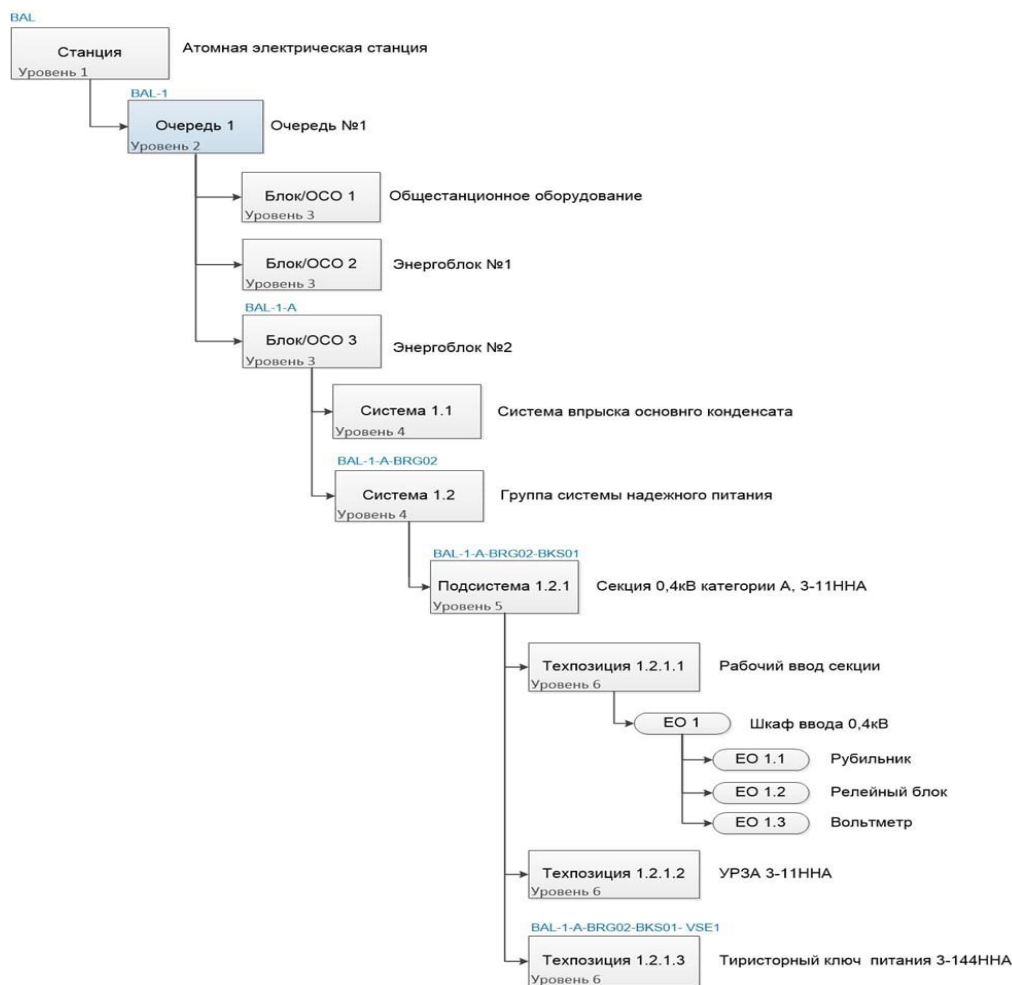 BAL
Станция
Уровень 1
Атомная электрическая станция
BAL-1
Очередь 1
Уровень 2
Очередь №1
Блок/ОСО 1
Уровень 3
Общестанционное оборудование
Блок/ОСО 2
Уровень 3
Энергоблок №1
BAL-1-A
Блок/ОСО 3
Уровень 3
Энергоблок №2
Система 1.1
Уровень 4
Система впрыска основнго конденсата
BAL-1-A-BRG02
Система 1.2
Уровень 4
Группа системы надежного питания
BAL-1-A-BRG02-BKS01
Подсистема 1.2.1
Уровень 5
Секция 0,4кВ категории А, 3-11ННА
Техпозиция 1.2.1.1
Уровень 6
Рабочий ввод секции
ЕО 1
Шкаф ввода 0,4кВ
ЕО 1.1
Рубильник
ЕО 1.2
Релейный блок
ЕО 1.3
Вольтметр
Техпозиция 1.2.1.2
Уровень 6
УРЗА 3-11ННА
BAL-1-A-BRG02-BKS01- VSE1
Техпозиция 1.2.1.3
Уровень 6
Тиристорный ключ питания 3-144ННА